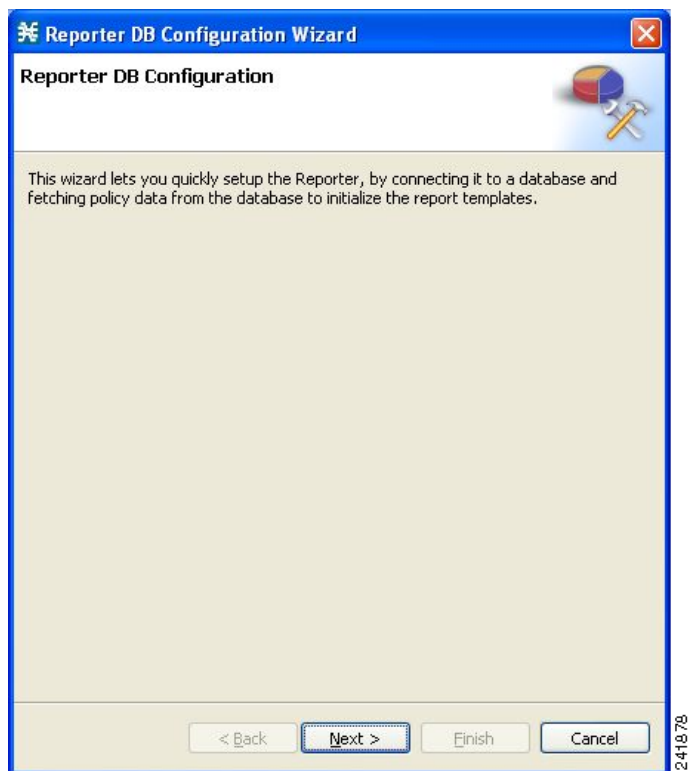 Reporter DB Configuration Wizard
Reporter DB Configuration
This wizard lets you quickly setup the Reporter, by connecting it to a database and
fetching policy data from the database to initialize the report templates.
< Back Next > Finish Cancel
241878